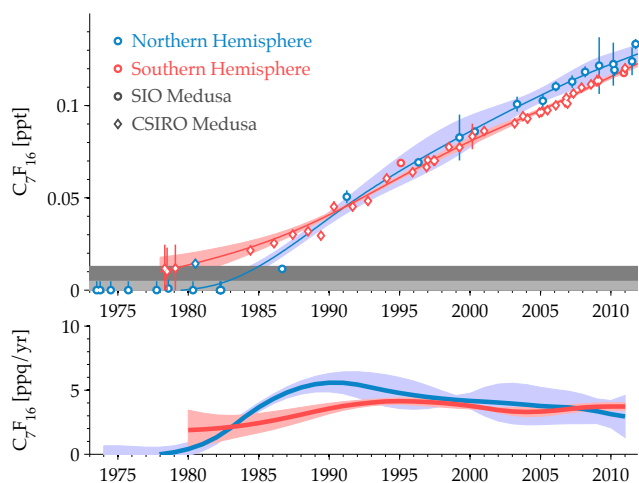 Northern Hemisphere
Southern Hemisphere
SIO Medusa
CSIRO Medusa
C7F16 [ppt]
0.1
0.05
0
1975 1980 1985 1990 1995 2000 2005 2010
C7F16 [ppq/yr]
10
5
0
1975 1980 1985 1990 1995 2000 2005 2010